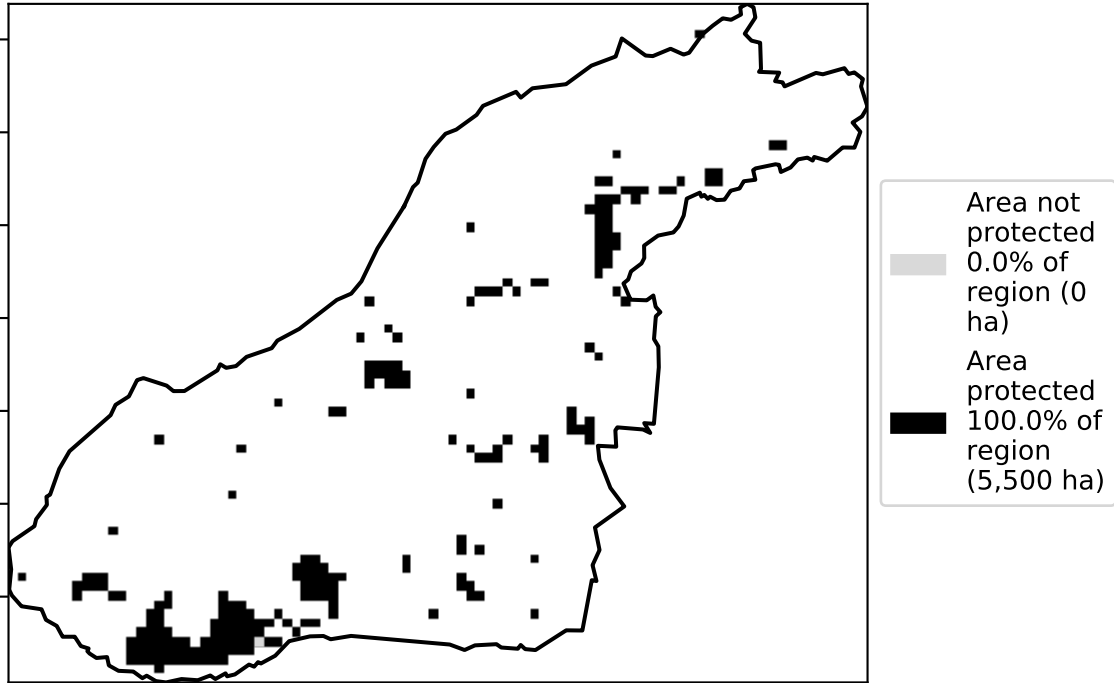 Area not
protected
0.0% of
region (0
ha)
Area
protected
100.0% of
region
(5,500 ha)